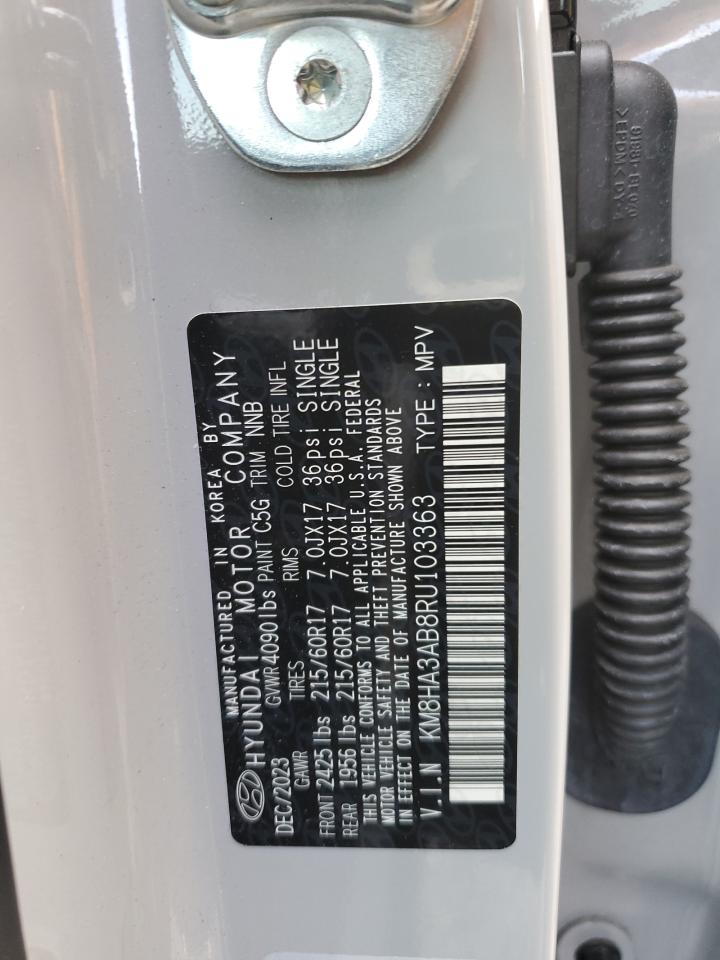 MANUFACTURED IN KOREA BY
HYUNDAI MOTOR COMPANY
DEC/2023 GVWR 4090 lbs PAINT C5G TRIM NNB
GAWR TIRES RIMS COLD TIRE INFL
FRONT 2425 lbs 215/60R17 7.0JX17 36psi SINGLE
REAR 1956 lbs 215/60R17 7.0JX17 36psi SINGLE
THIS VEHICLE CONFORMS TO ALL APPLICABLE U.S.A. FEDERAL
MOTOR VEHICLE SAFETY AND THEFT PREVENTION STANDARDS
IN EFFECT ON THE DATE OF MANUFACTURE SHOWN ABOVE
V.I.N KM8HA3AB8RU103363 TYPE : MPV